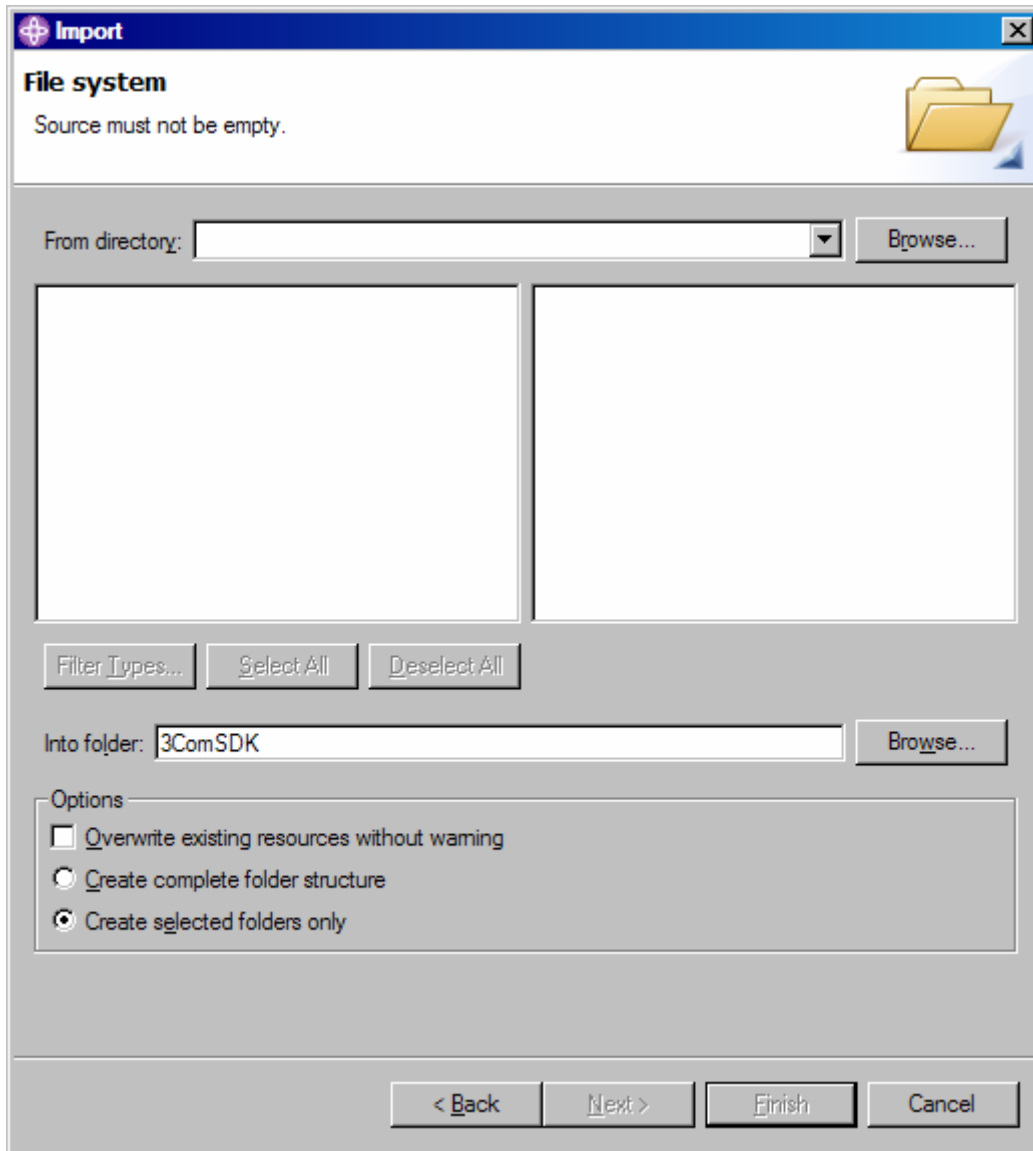 Import
File system
Source must not be empty.
From directory:
Browse...
Filter Types...
Select All
Deselect All
Into folder:
3ComSDK
Browse...
Options
Overwrite existing resources without warning
Create complete folder structure
Create selected folders only
< Back
Next >
Finish
Cancel